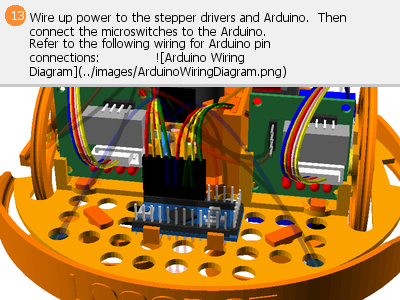 13
Wire up power to the stepper drivers and Arduino.  Then
connect the microswitches to the Arduino.
Refer to the following wiring for Arduino pin
connections:               ![Arduino Wiring
Diagram](../images/ArduinoWiringDiagram.png)